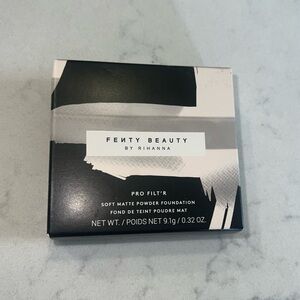 FEИTY BEAUTY
BY RIHANNA
PRO FILT'R
SOFT MATTE POWDER FOUNDATION
FOND DE TEINT POUDRE MAT
NET WT. / POIDS NET 9.1g / 0.32 OZ.